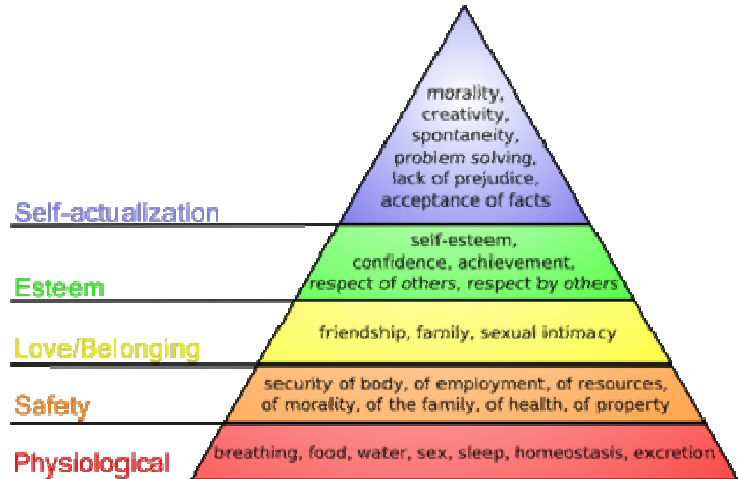 morality,
creativity,
spontaneity,
problem solving,
lack of prejudice,
acceptance of facts
Self-actualization
self-esteem,
confidence, achievement,
respect of others, respect by others
Esteem
friendship, family, sexual intimacy
Love/Belonging
security of body, of employment, of resources,
of morality, of the family, of health, of property
Safety
breathing, food, water, sex, sleep, homeostasis, excretion
Physiological